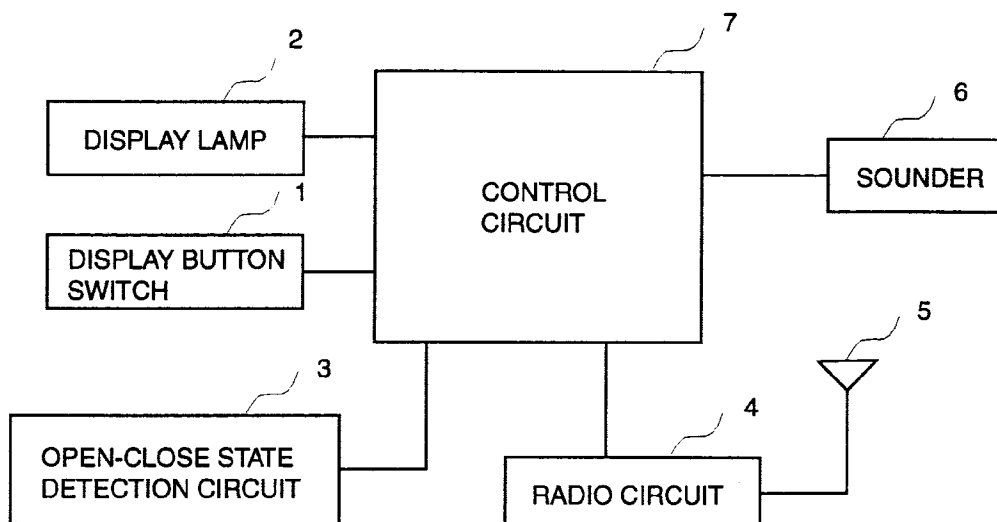 2
7
6
DISPLAY LAMP
SOUNDER
1
CONTROL
CIRCUIT
DISPLAY BUTTON
SWITCH
5
3
4
OPEN-CLOSE STATE
DETECTION CIRCUIT
RADIO CIRCUIT